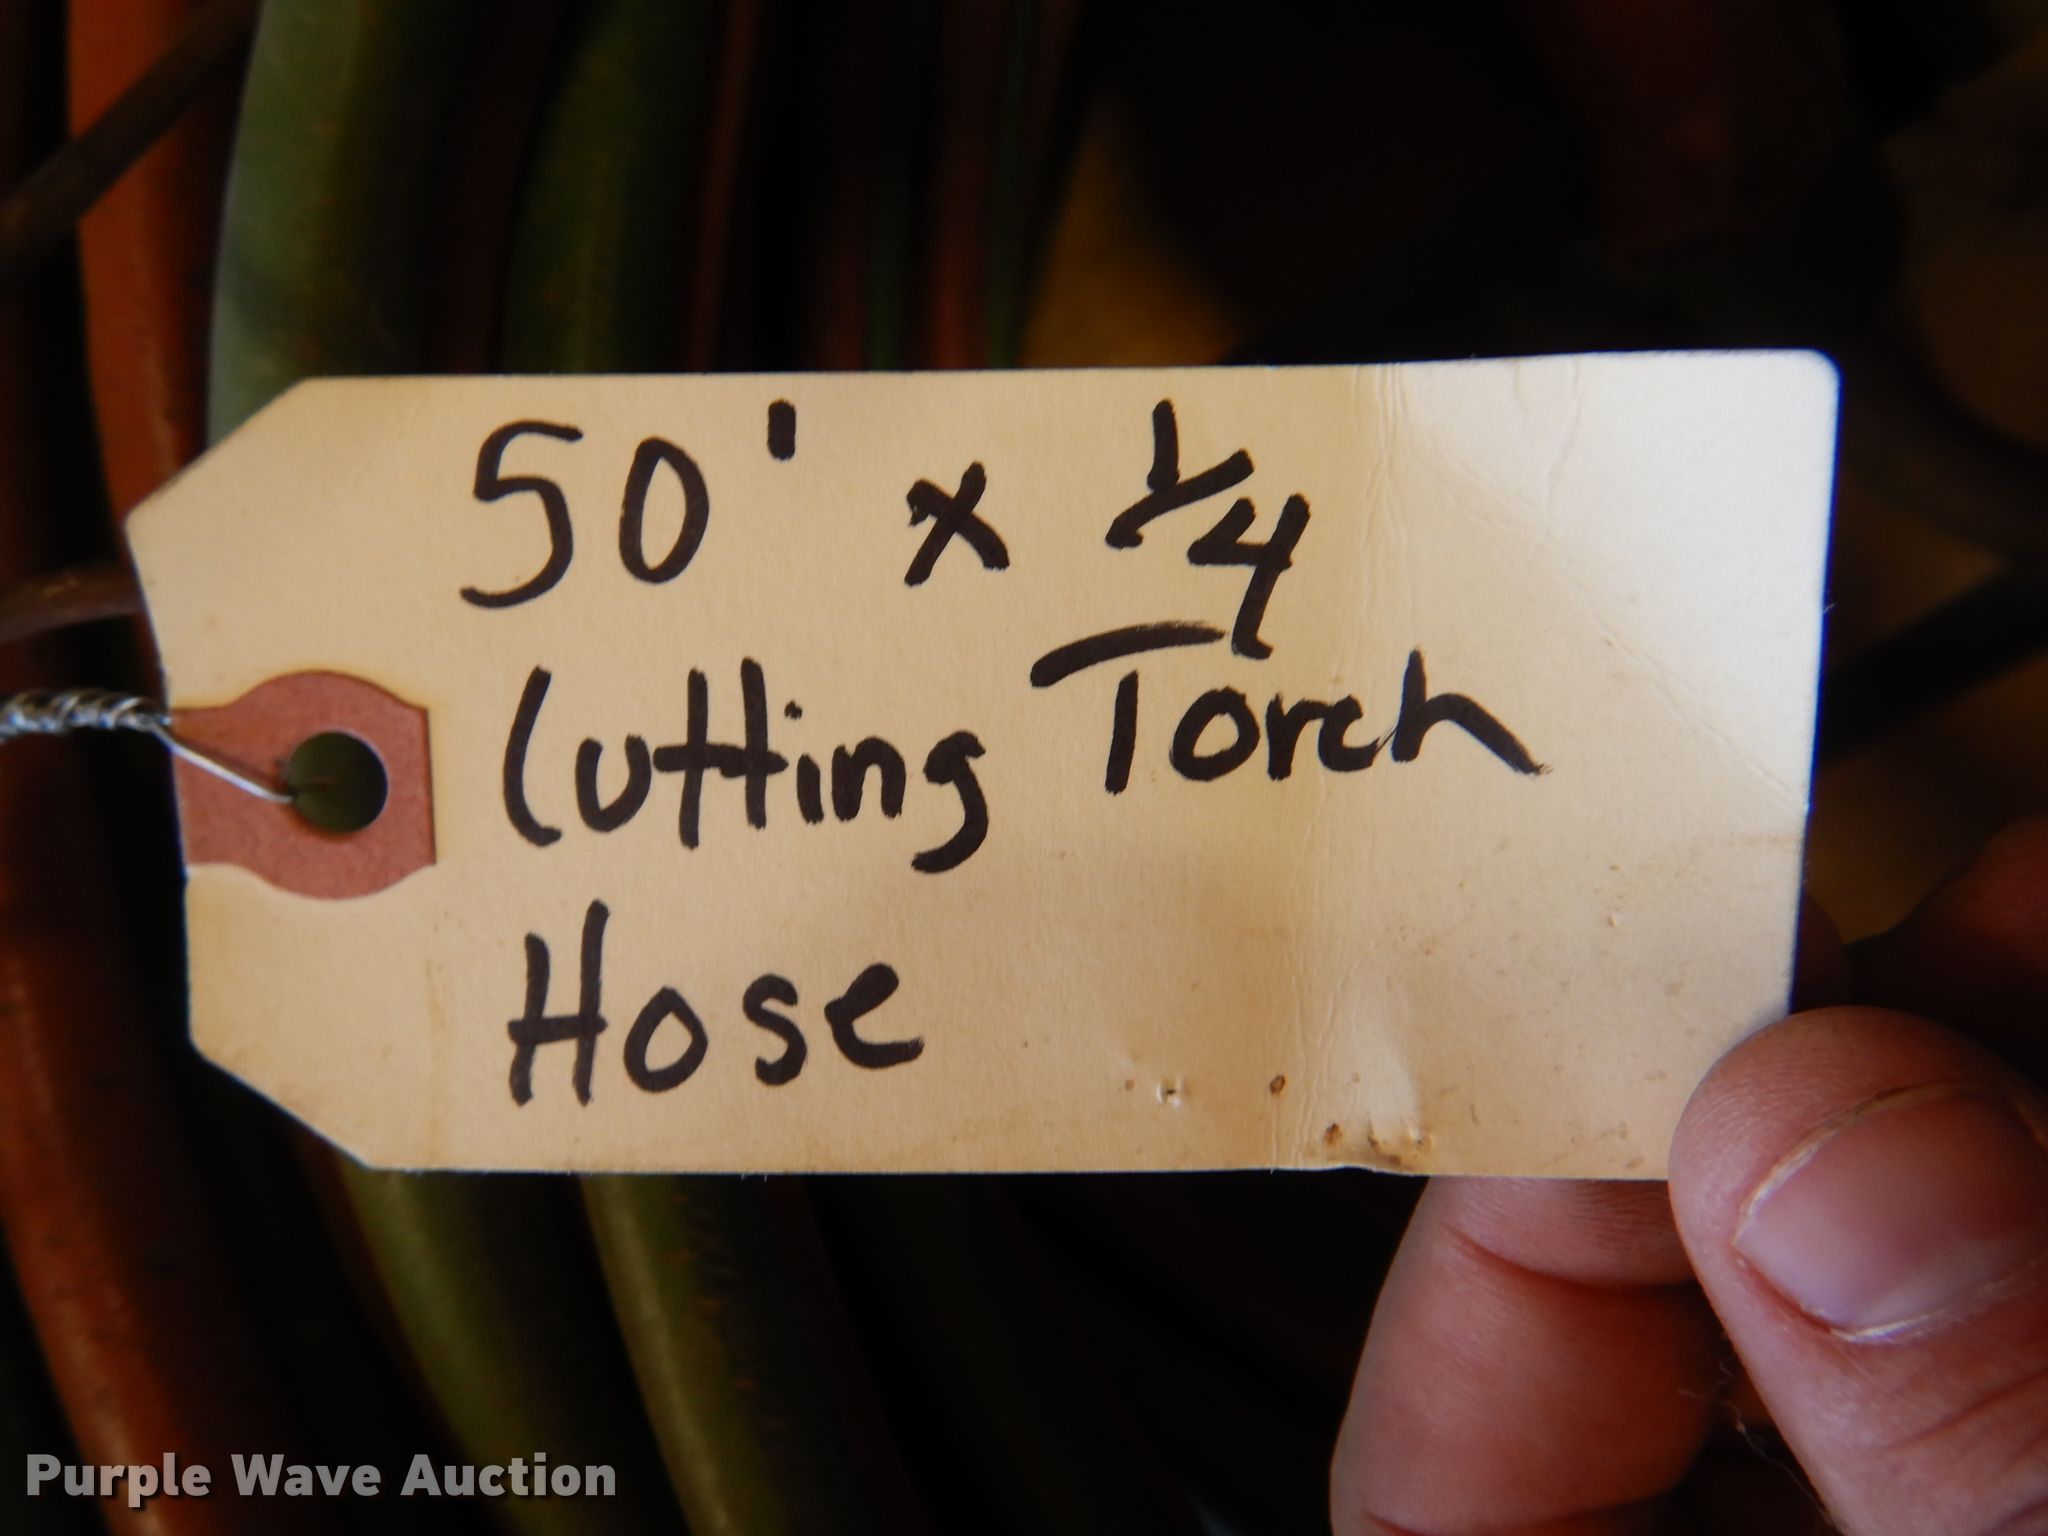 50' x 1/4
Cutting Torch
Hose
Purple Wave Auction